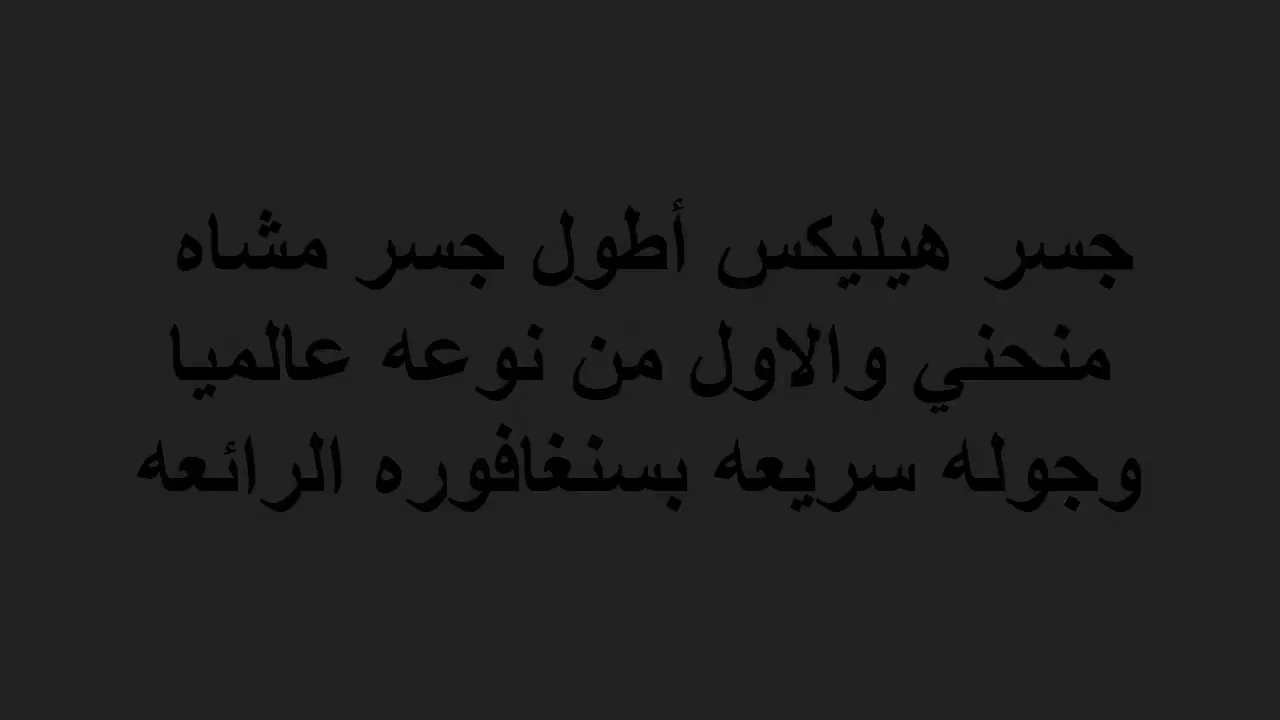 جسر هيليكس أطول جسر مشاه
منحني والاول من نوعه عالميا
وجوله سريعه بسنغافوره الرائعه